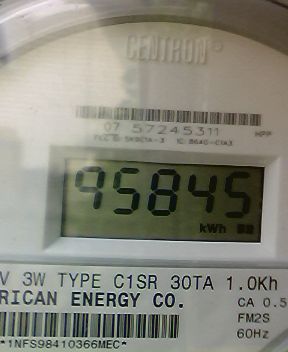 CENTRON®
07 57245311 HPP
95845
kWh
V 3W TYPE C1SR 30TA 1.0Kh
RICAN ENERGY CO.
CA 0.5
FM2S
60Hz
*1NFS98410366MEC*